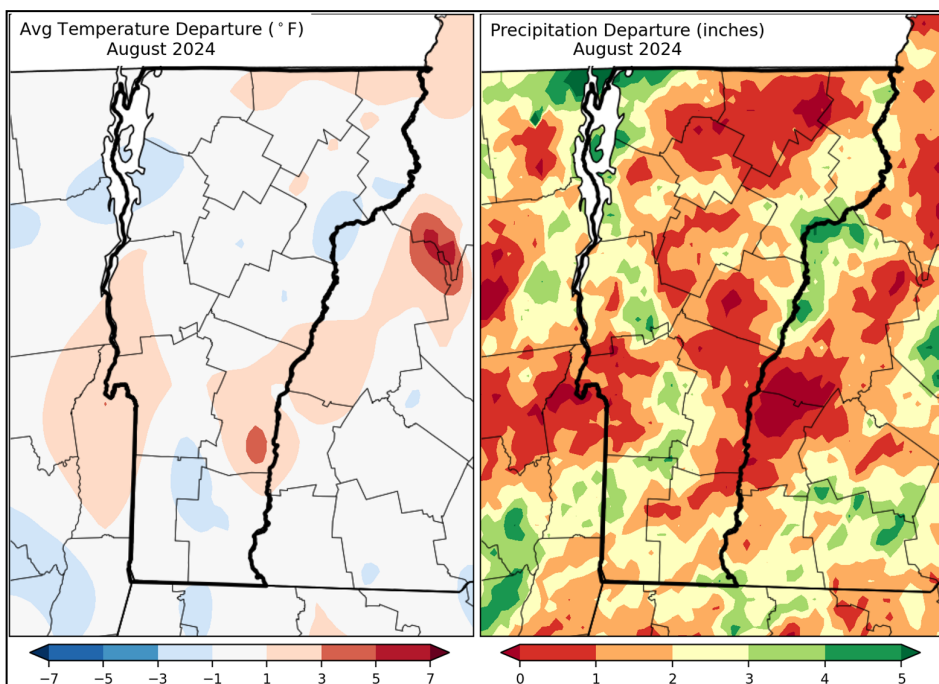 Avg Temperature Departure (°F)
August 2024
Precipitation Departure (inches)
August 2024
−7 −5 −3 −1 1 3 5 7
0 1 2 3 4 5